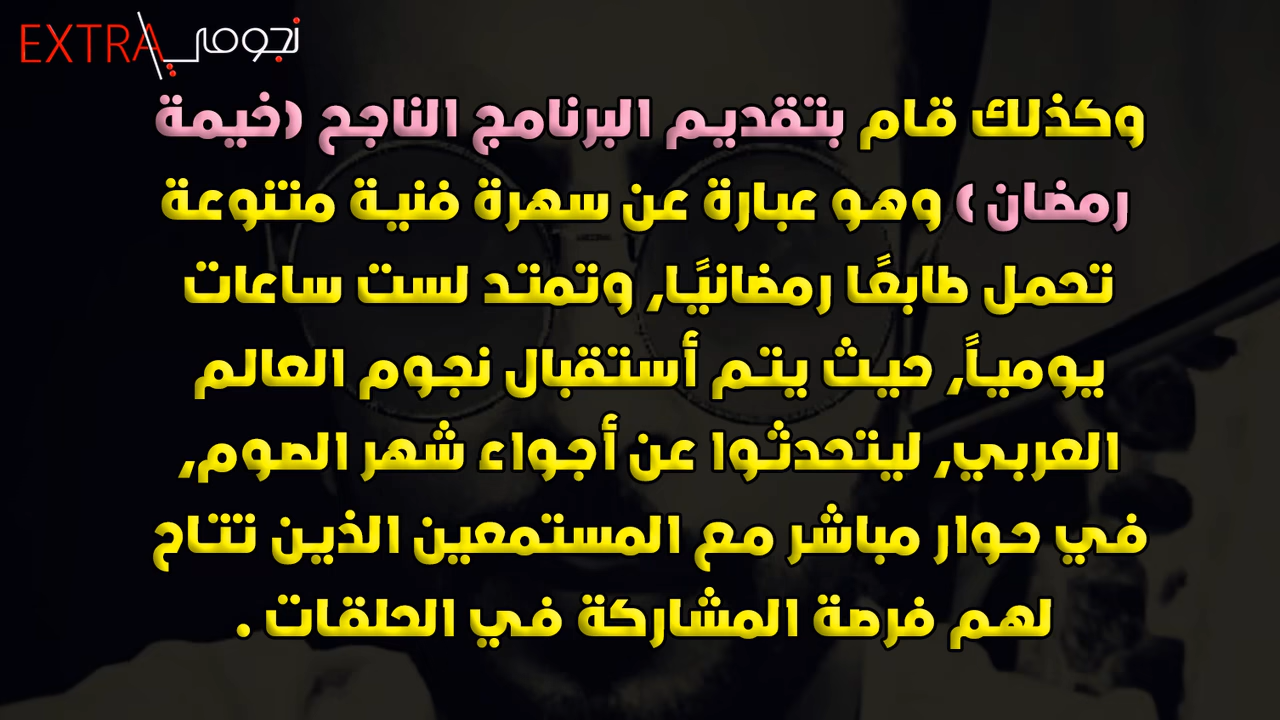 EXTRA نجومي
وكذلك قام بتقديم البرنامج الناجح (خيمة
رمضان) وهو عبارة عن سهرة فنية متنوعة
تحمل طابعًا رمضانيًا, وتمتد لست ساعات
يومياً, حيث يتم أستقبال نجوم العالم
العربي, ليتحدثوا عن أجواء شهر الصوم,
في حوار مباشر مع المستمعين الذين تتاح
لهم فرصة المشاركة في الحلقات .